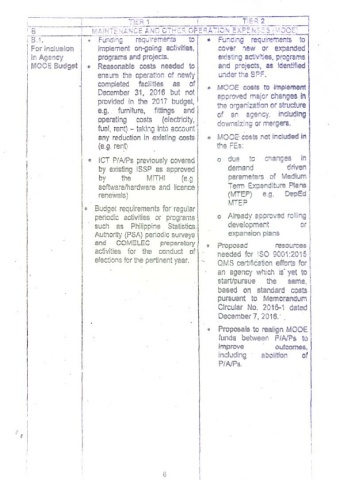 TIER 1
TIER 2
B MAINTENANCE AND OTHER OPERATION EXPENSES (MOOE)
B.1.
For inclusion
in Agency
MOOE Budget
• Funding requirements to
implement on-going activities,
programs and projects.
• Reasonable costs needed to
ensure the operation of newly
completed facilities as of
December 31, 2016 but not
provided in the 2017 budget,
e.g. furniture, fittings and
operating costs (electricity,
fuel, rent) – taking into account
any reduction in existing costs
(e.g. rent)
• ICT P/A/Ps previously covered
by existing ISSP as approved
by the MITHI (e.g
software/hardware and licence
renewals)
• Budget requirements for regular
periodic activities or programs
such as Philippine Statistics
Authority (PSA) periodic surveys
and COMELEC preparatory
activities for the conduct of
elections for the pertinent year.
• Funding requirements to
cover new or expanded
existing activities, programs
and projects, as identified
under the BPF.
• MOOE costs to implement
approved major changes in
the organization or structure
of an agency, including
downsizing or mergers.
• MOOE costs not included in
the FEs:
o due to changes in
demand driven
parameters of Medium
Term Expenditure Plans
(MTEP) e.g. DepEd
MTEP
o Already approved rolling
development or
expansion plans
• Proposed resources
needed for ISO 9001:2015
QMS certification efforts for
an agency which is yet to
start/pursue the same,
based on standard costs
pursuant to Memorandum
Circular No. 2016-1 dated
December 7, 2016.
• Proposals to realign MOOE
funds between P/A/Ps to
improve outcomes,
including abolition of
P/A/Ps.